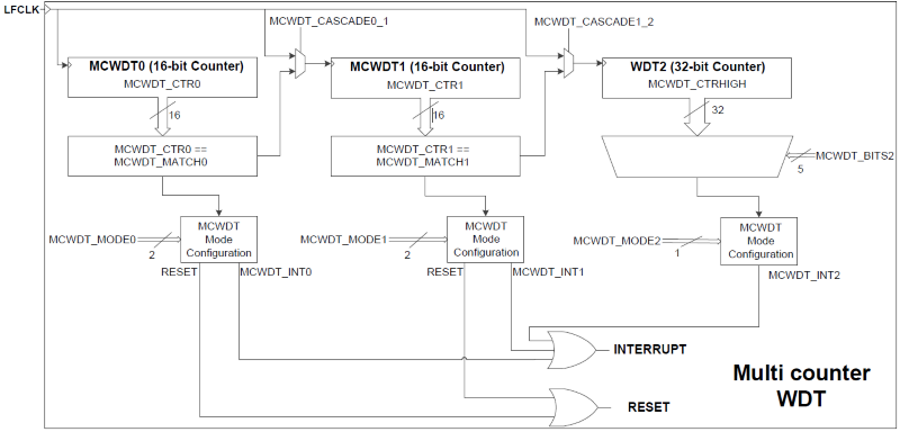 LFCLK
MCWDT_CASCADE0_1
MCWDT_CASCADE1_2
MCWDT0 (16-bit Counter)
MCWDT_CTR0
MCWDT1 (16-bit Counter)
MCWDT_CTR1
WDT2 (32-bit Counter)
MCWDT_CTRHIGH
16
16
32
MCWDT_CTR0 ==
MCWDT_MATCH0
MCWDT_CTR1 ==
MCWDT_MATCH1
MCWDT_BITS2
5
MCWDT_MODE0
2
MCWDT
Mode
Configuration
MCWDT_MODE1
2
MCWDT
Mode
Configuration
MCWDT_MODE2
1
MCWDT
Mode
Configuration
RESET
MCWDT_INT0
RESET
MCWDT_INT1
MCWDT_INT2
INTERRUPT
RESET
Multi counter
WDT